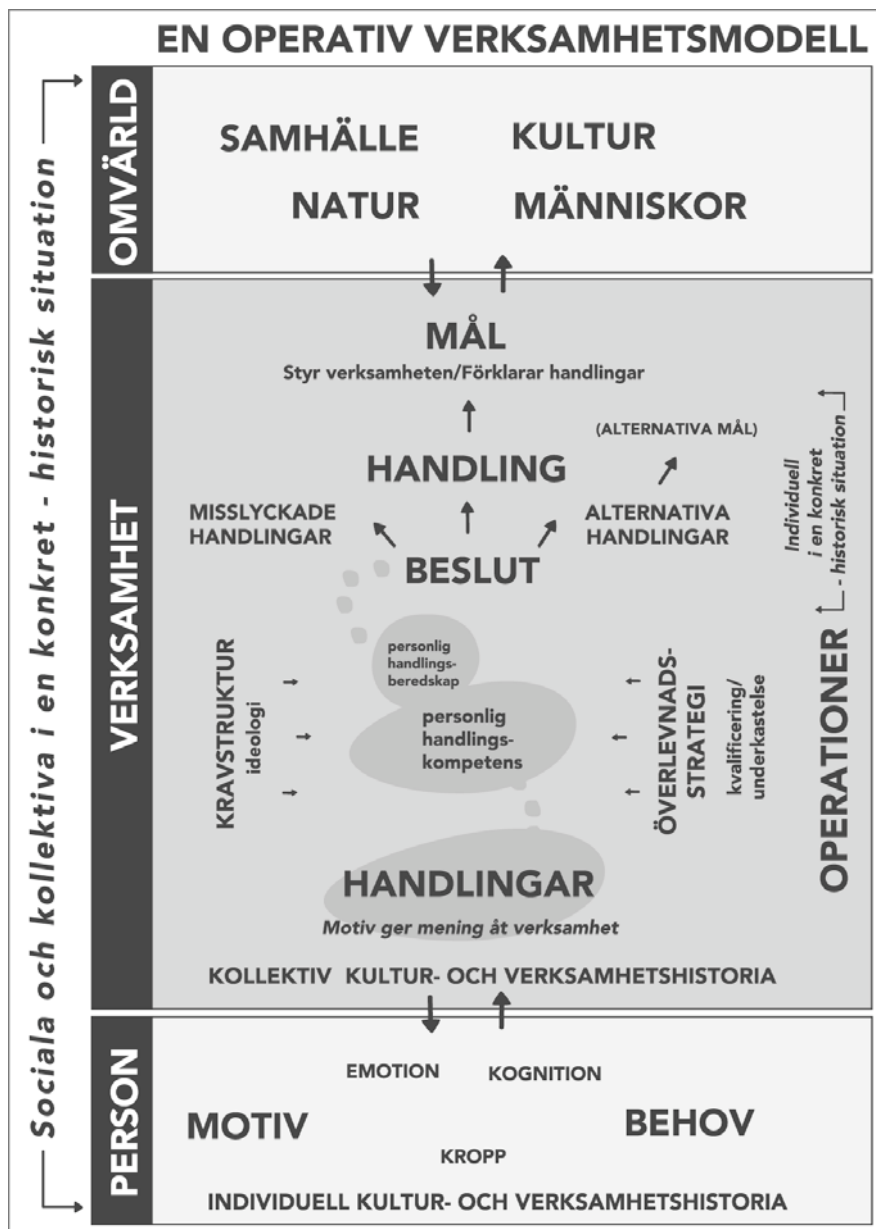 EN OPERATIV VERKSAMHETSMODELL
Sociala och kollektiva i en konkret - historisk situation
OMVÄRLD
SAMHÄLLE
KULTUR
NATUR
MÄNNISKOR
VERKSAMHET
MÅL
Styr verksamheten/Förklarar handlingar
(ALTERNATIVA MÅL)
HANDLING
MISSLYCKADE
HANDLINGAR
ALTERNATIVA
HANDLINGAR
BESLUT
Individuell
i en konkret
- historisk situation
OPERATIONER
personlig
handlings-
beredskap
personlig
handlings-
kompetens
KRAVSTRUKTUR
ideologi
ÖVERLEVNADS-
STRATEGI
kvalificering/
underkastelse
HANDLINGAR
Motiv ger mening åt verksamhet
KOLLEKTIV KULTUR- OCH VERKSAMHETSHISTORIA
PERSON
EMOTION
KOGNITION
MOTIV
BEHOV
KROPP
INDIVIDUELL KULTUR- OCH VERKSAMHETSHISTORIA